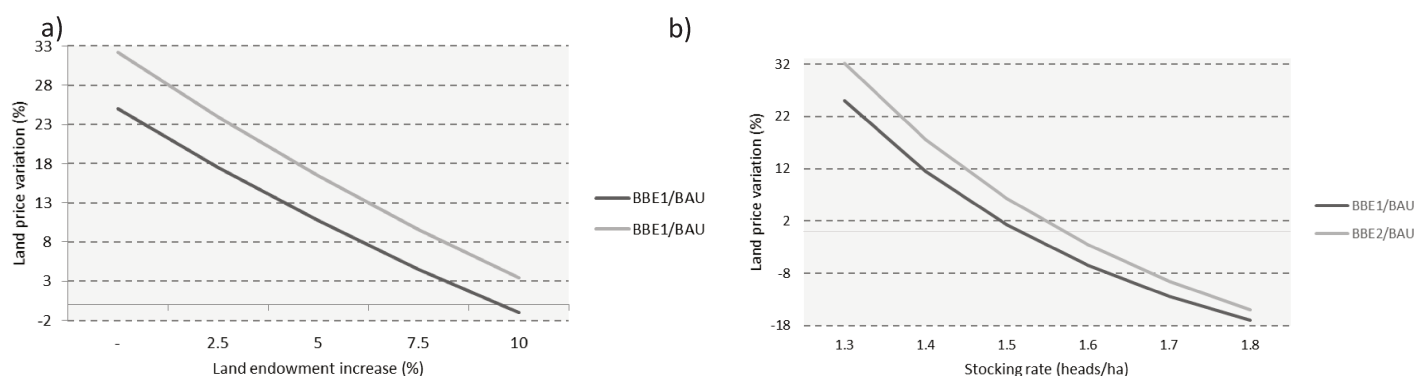 a)
33
28
23
18
13
8
3
-2
Land price variation (%)
- 2.5 5 7.5 10
Land endowment increase (%)
BBE1/BAU
BBE1/BAU
b)
32
22
12
2
-8
-18
Land price variation (%)
1.3 1.4 1.5 1.6 1.7 1.8
Stocking rate (heads/ha)
BBE1/BAU
BBE2/BAU